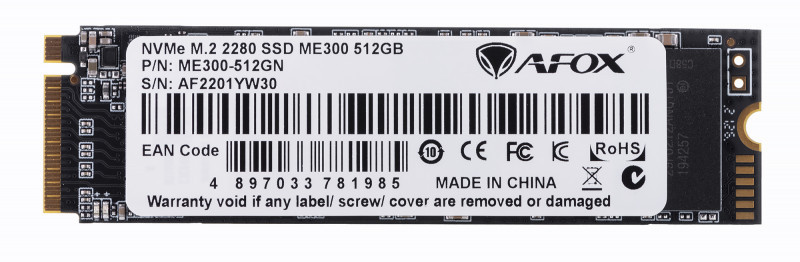 NVMe M.2 2280 SSD ME300 512GB
P/N: ME300-512GN
S/N: AF2201YW30
AFOX
EAN Code
10
CE FC RoHS
4 897033 781985
MADE IN CHINA
Warranty void if any label/ screw/ cover are removed or damaged
194257